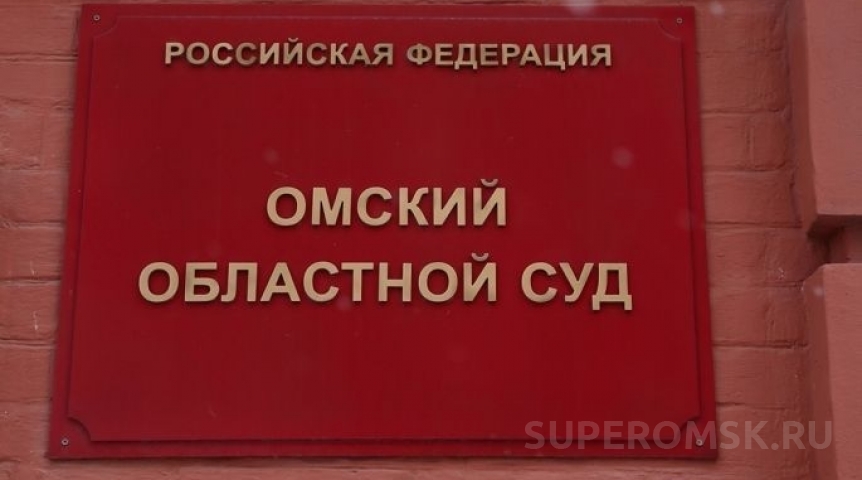 РОССИЙСКАЯ ФЕДЕРАЦИЯ
ОМСКИЙ
ОБЛАСТНОЙ СУД
SUPEROMSK.RU